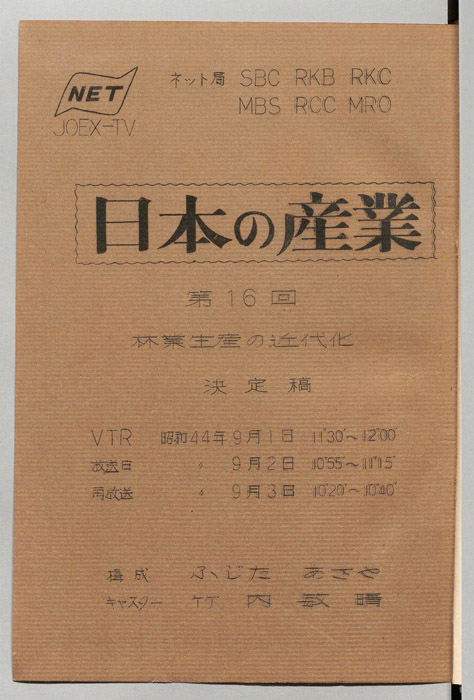 NET
JOEX-TV
ネット局 SBC RKB RKC
MBS RCC MRO
日本の産業
第16回
林業生産の近代化
決定稿
VTR 昭和44年9月1日 11°30'～12°00'
放送日 〃 9月2日 10°55'～11°15'
再放送 〃 9月3日 10°20'～10°40'
構成 ふじた あさや
キャスター 竹内敏晴